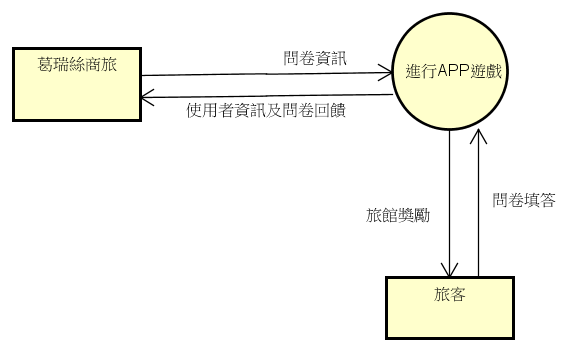 問卷資訊
葛瑞絲商旅
進行APP遊戲
使用者資訊及問卷回饋
問卷填答
旅館獎勵
旅客